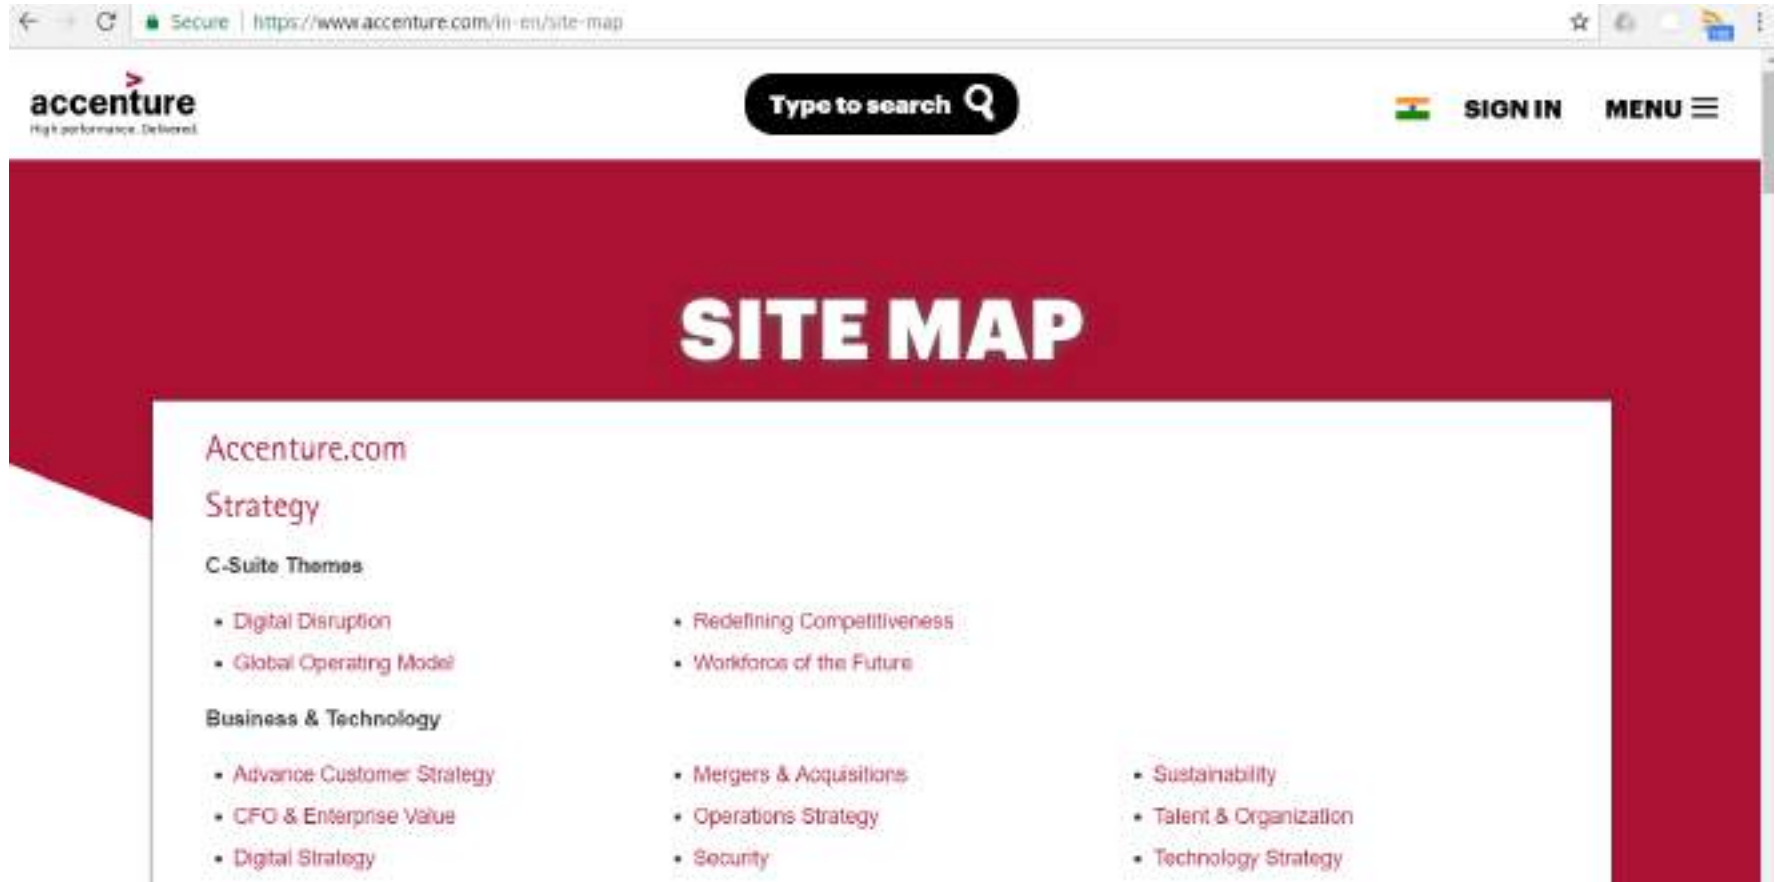 Secure | https://www.accenture.com/in-en/site-map
accenture
High performance. Delivered.
Type to search
SIGN IN MENU
SITE MAP
Accenture.com
Strategy
C-Suite Themes
• Digital Disruption • Redefining Competitiveness
• Global Operating Model • Workforce of the Future
Business & Technology
• Advance Customer Strategy • Mergers & Acquisitions • Sustainability
• CFO & Enterprise Value • Operations Strategy • Talent & Organization
• Digital Strategy • Security • Technology Strategy